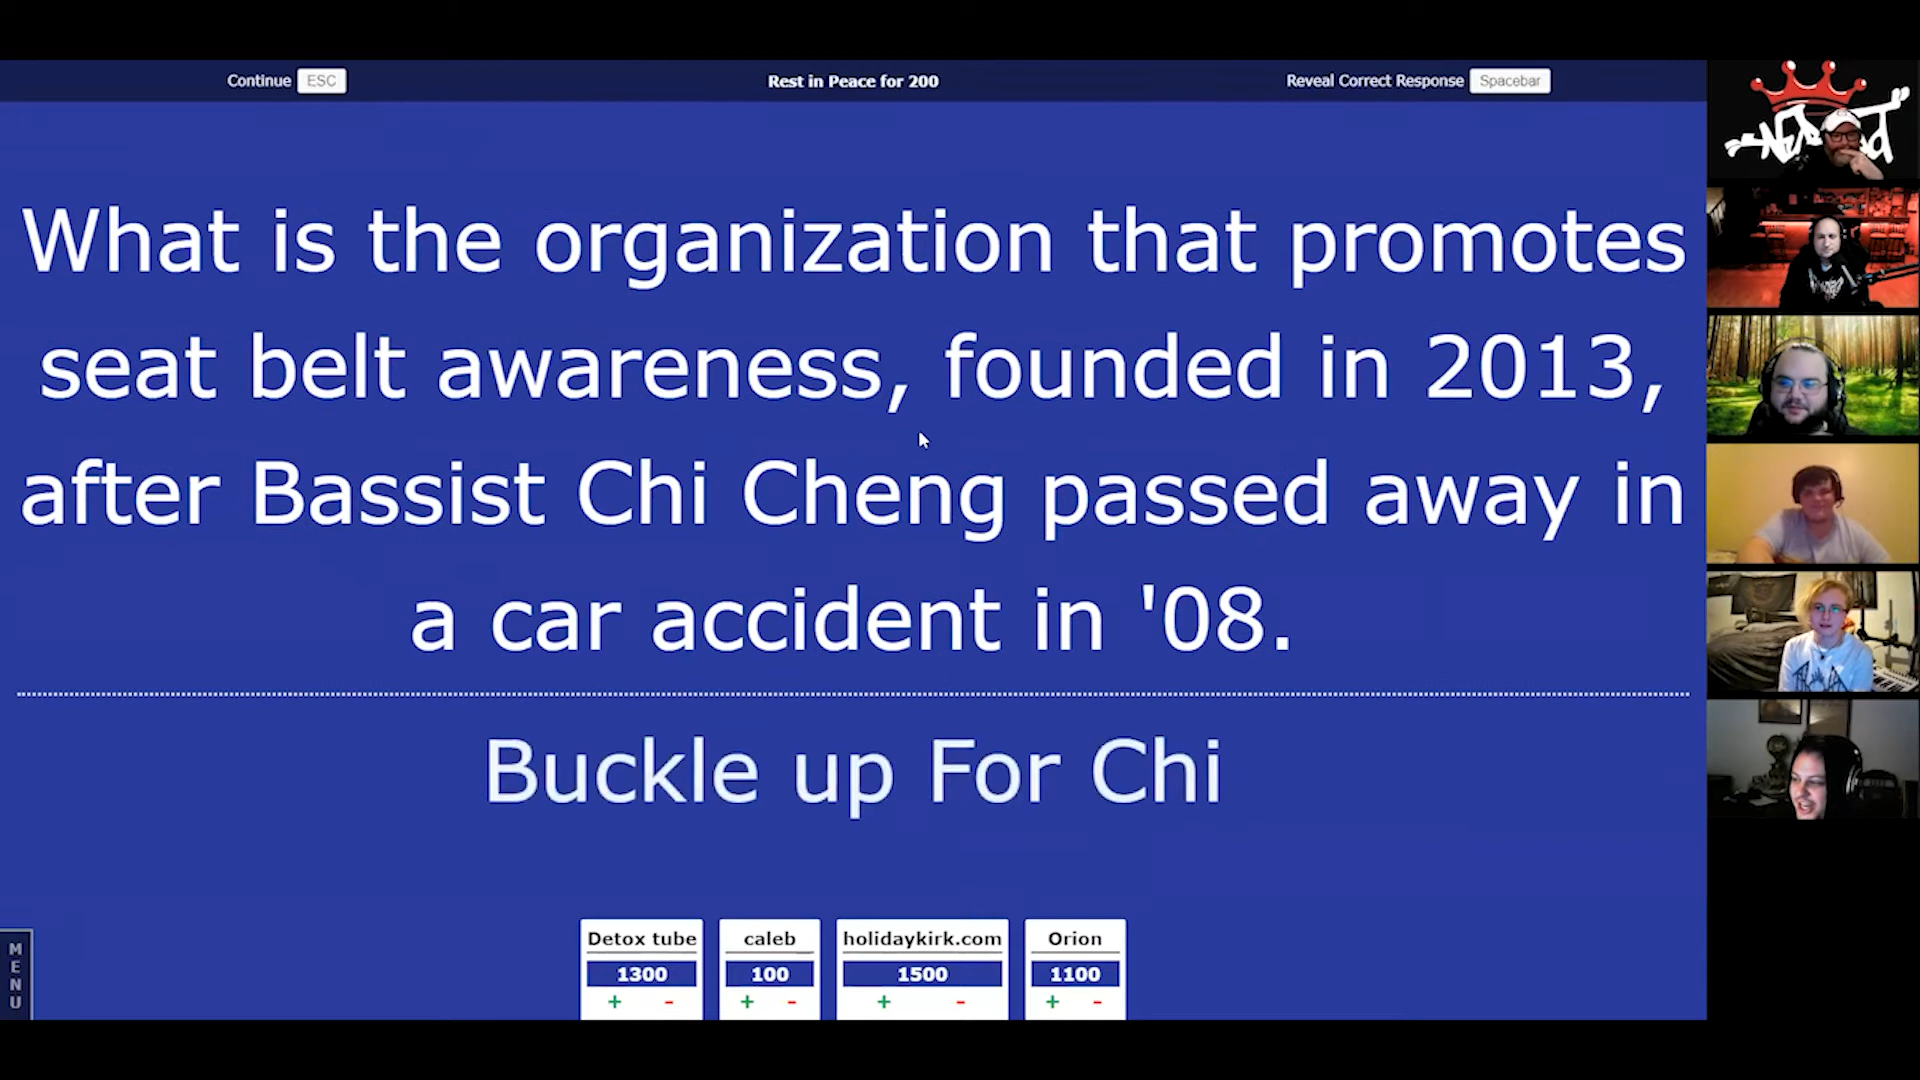 Continue ESC
Rest in Peace for 200
Reveal Correct Response Spacebar
What is the organization that promotes
seat belt awareness, founded in 2013,
after Bassist Chi Cheng passed away in
a car accident in '08.
Buckle up For Chi
MENU
Detox tube caleb holidaykirk.com Orion
1300 100 1500 1100
+ - + - + - + -